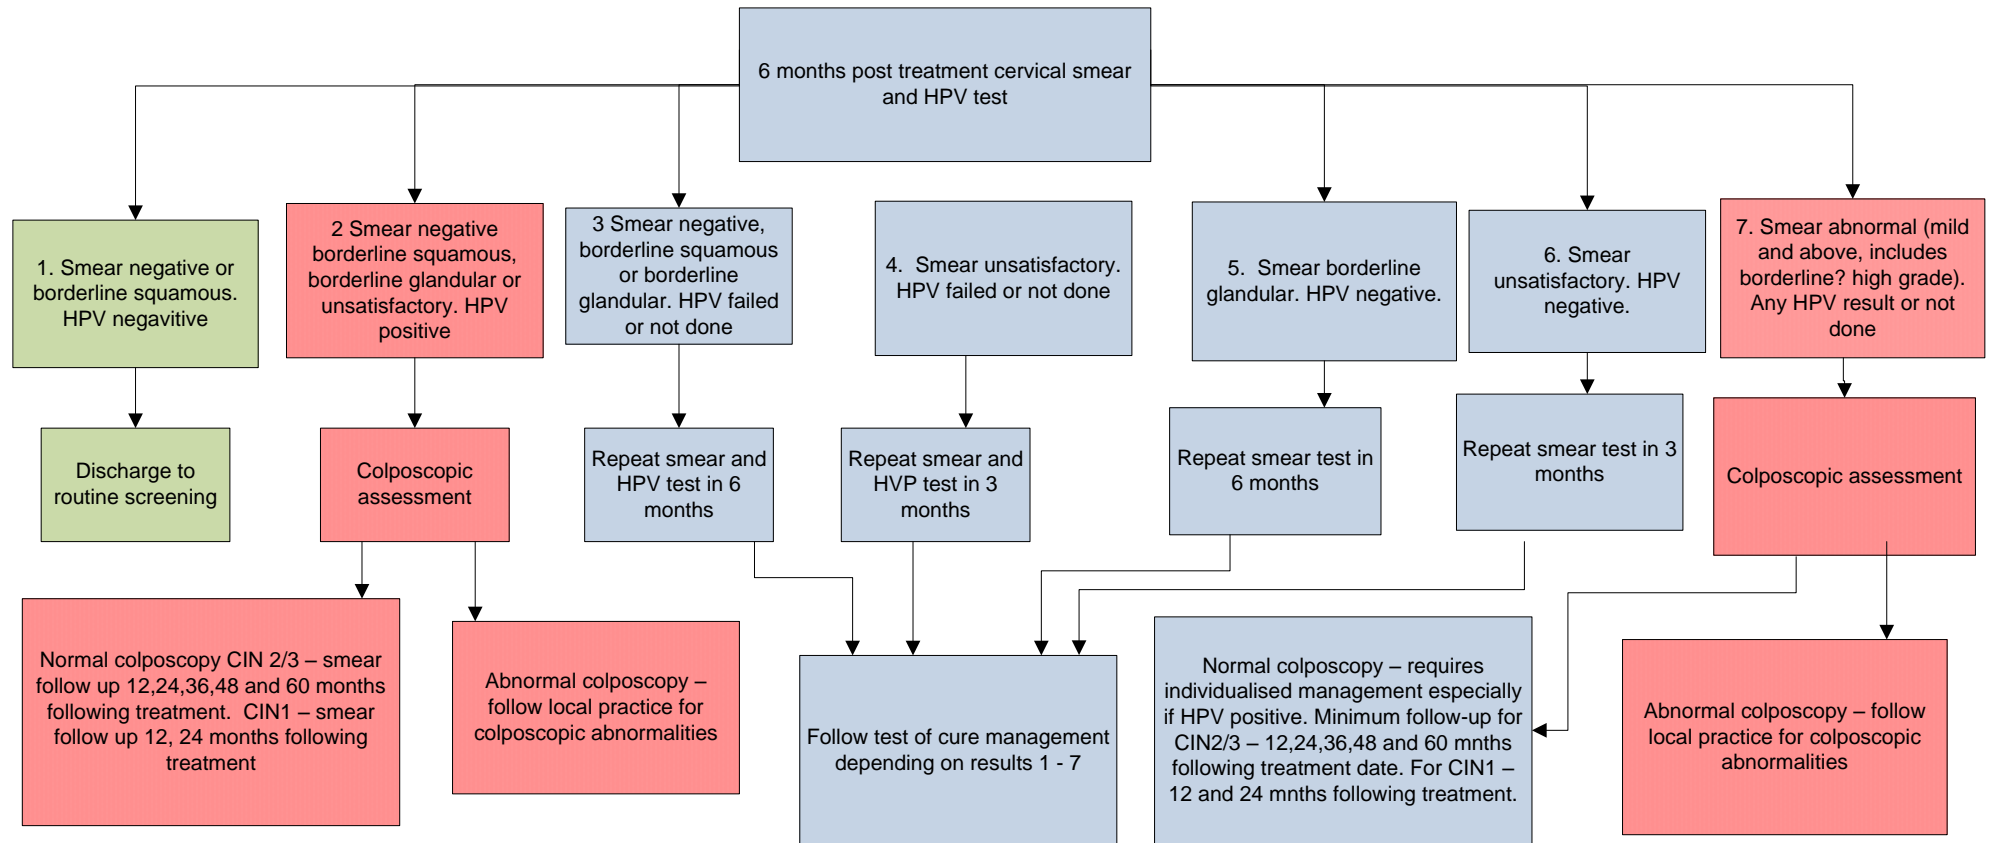 6 months post treatment cervical smear
and HPV test
1. Smear negative or
borderline squamous.
HPV negavitive
2 Smear negative
borderline squamous,
borderline glandular or
unsatisfactory. HPV
positive
3 Smear negative,
borderline squamous
or borderline
glandular. HPV failed
or not done
4. Smear unsatisfactory.
HPV failed or not done
5. Smear borderline
glandular. HPV negative.
6. Smear
unsatisfactory. HPV
negative.
7. Smear abnormal (mild
and above, includes
borderline? high grade).
Any HPV result or not
done
Discharge to
routine screening
Colposcopic
assessment
Repeat smear and
HPV test in 6
months
Repeat smear and
HVP test in 3
months
Repeat smear test in
6 months
Repeat smear test in 3
months
Colposcopic assessment
Normal colposcopy CIN 2/3 – smear
follow up 12,24,36,48 and 60 months
following treatment. CIN1 – smear
follow up 12, 24 months following
treatment
Abnormal colposcopy –
follow local practice for
colposcopic abnormalities
Follow test of cure management
depending on results 1 - 7
Normal colposcopy – requires
individualised management especially
if HPV positive. Minimum follow-up for
CIN2/3 – 12,24,36,48 and 60 mnths
following treatment date. For CIN1 –
12 and 24 mnths following treatment.
Abnormal colposcopy – follow
local practice for colposcopic
abnormalities